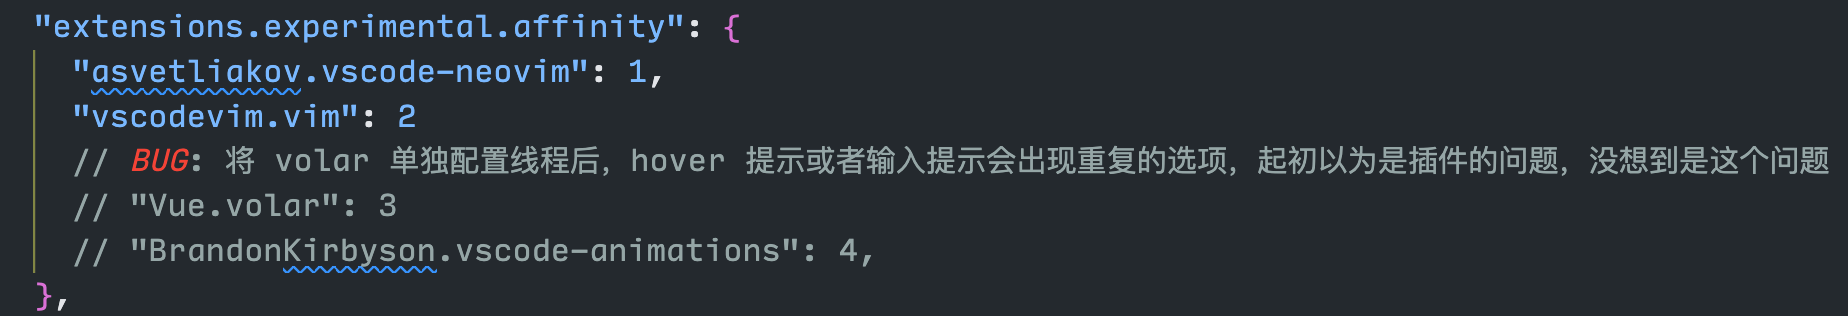 "extensions.experimental.affinity": {
"asvetliakov.vscode-neovim": 1,
"vscodevim.vim": 2
// BUG: 将 volar 单独配置线程后，hover 提示或者输入提示会出现重复的选项，起初以为是插件的问题，没想到是这个问题
// "Vue.volar": 3
// "BrandonKirbyson.vscode-animations": 4,
},